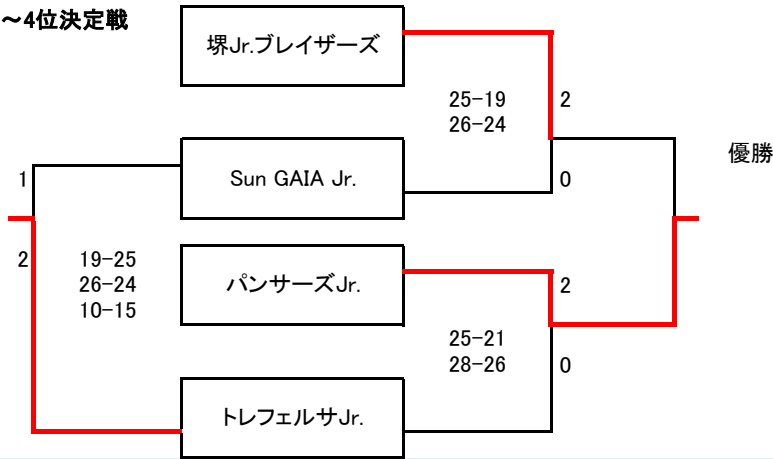 ～4位決定戦
堺Jr.ブレイザーズ
25-19
26-24
2
優勝
1
Sun GAIA Jr.
0
2
19-25
26-24
10-15
パンサーズJr.
2
25-21
28-26
0
トレフェルサJr.